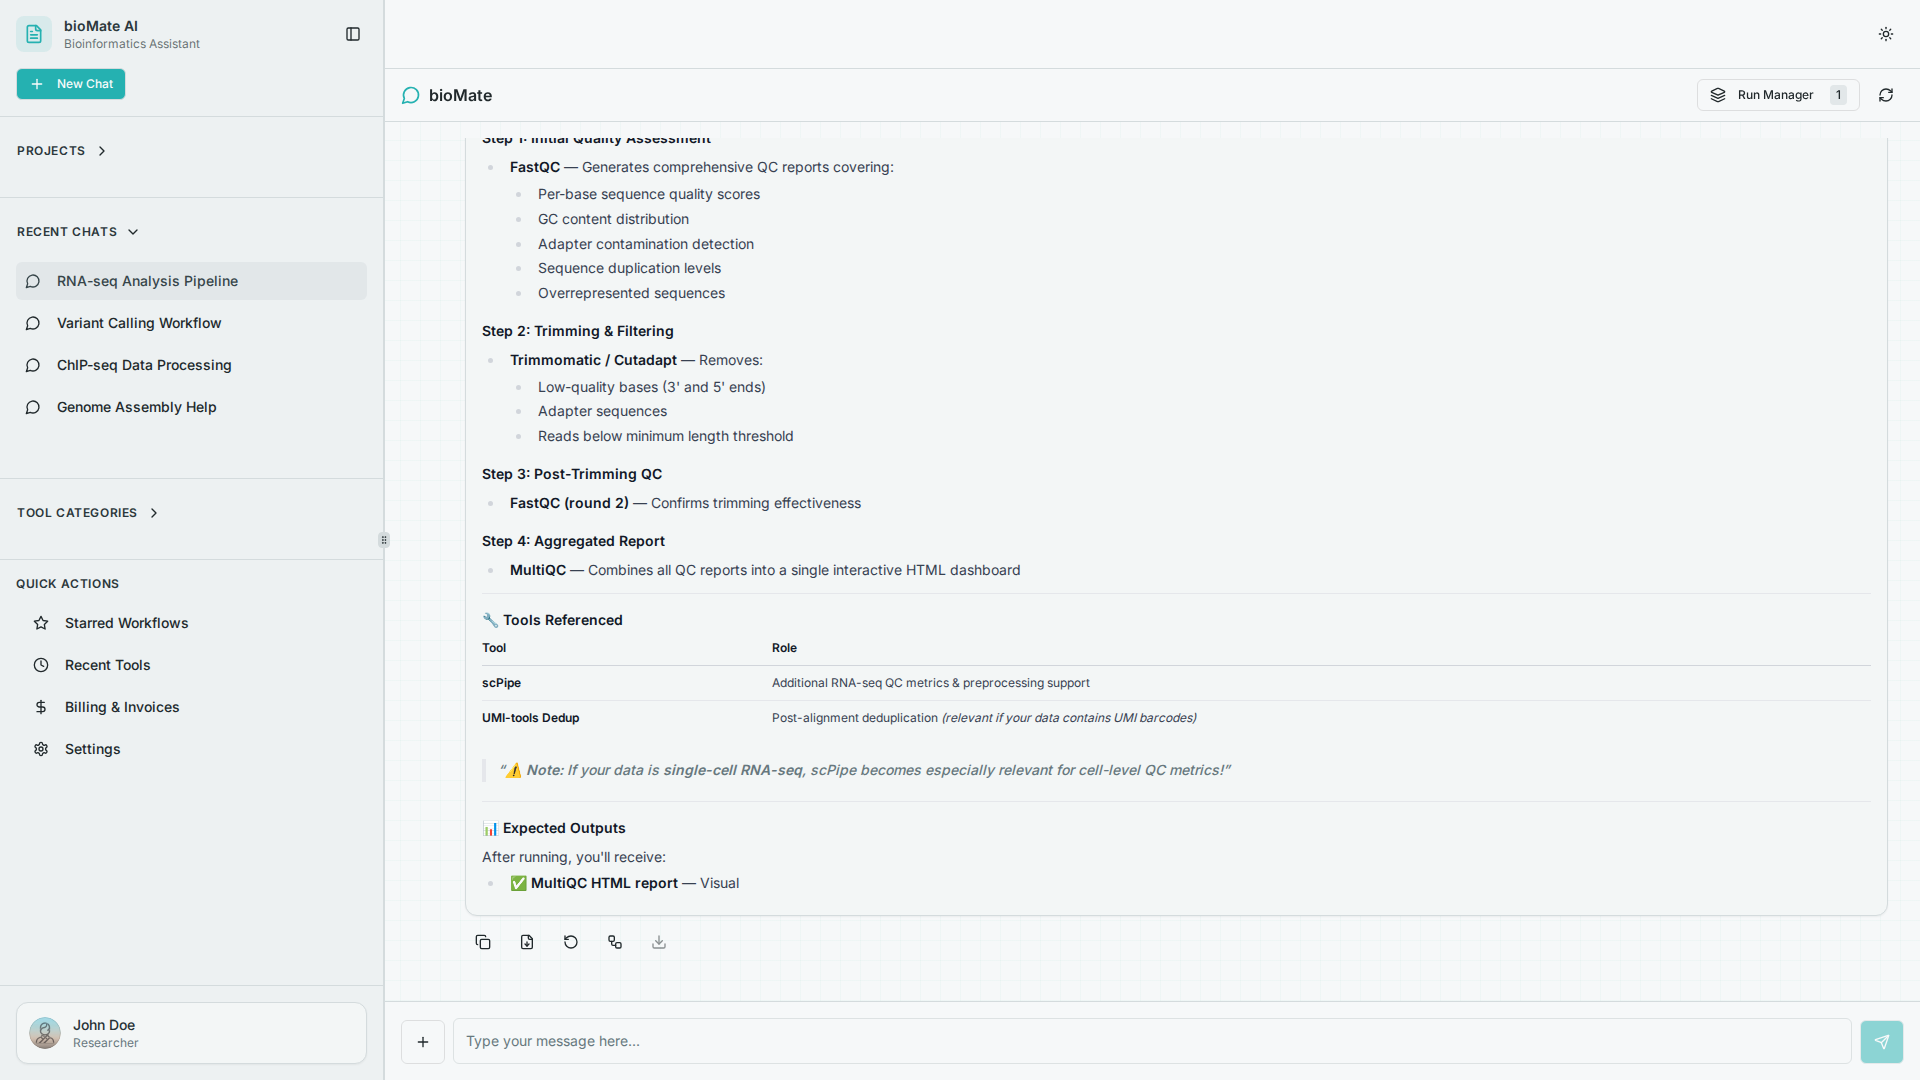 bioMate AI
Bioinformatics Assistant
New Chat
PROJECTS
RECENT CHATS
RNA-seq Analysis Pipeline
Variant Calling Workflow
ChIP-seq Data Processing
Genome Assembly Help
TOOL CATEGORIES
QUICK ACTIONS
Starred Workflows
Recent Tools
Billing & Invoices
Settings
John Doe
Researcher
bioMate
Run Manager 1
Step 1: Initial Quality Assessment
FastQC — Generates comprehensive QC reports covering:
Per-base sequence quality scores
GC content distribution
Adapter contamination detection
Sequence duplication levels
Overrepresented sequences
Step 2: Trimming & Filtering
Trimmomatic / Cutadapt — Removes:
Low-quality bases (3' and 5' ends)
Adapter sequences
Reads below minimum length threshold
Step 3: Post-Trimming QC
FastQC (round 2) — Confirms trimming effectiveness
Step 4: Aggregated Report
MultiQC — Combines all QC reports into a single interactive HTML dashboard
🔧 Tools Referenced
Tool Role
scPipe Additional RNA-seq QC metrics & preprocessing support
UMI-tools Dedup Post-alignment deduplication (relevant if your data contains UMI barcodes)
“⚠️ Note: If your data is single-cell RNA-seq, scPipe becomes especially relevant for cell-level QC metrics!”
📊 Expected Outputs
After running, you'll receive:
✅ MultiQC HTML report — Visual
Type your message here...